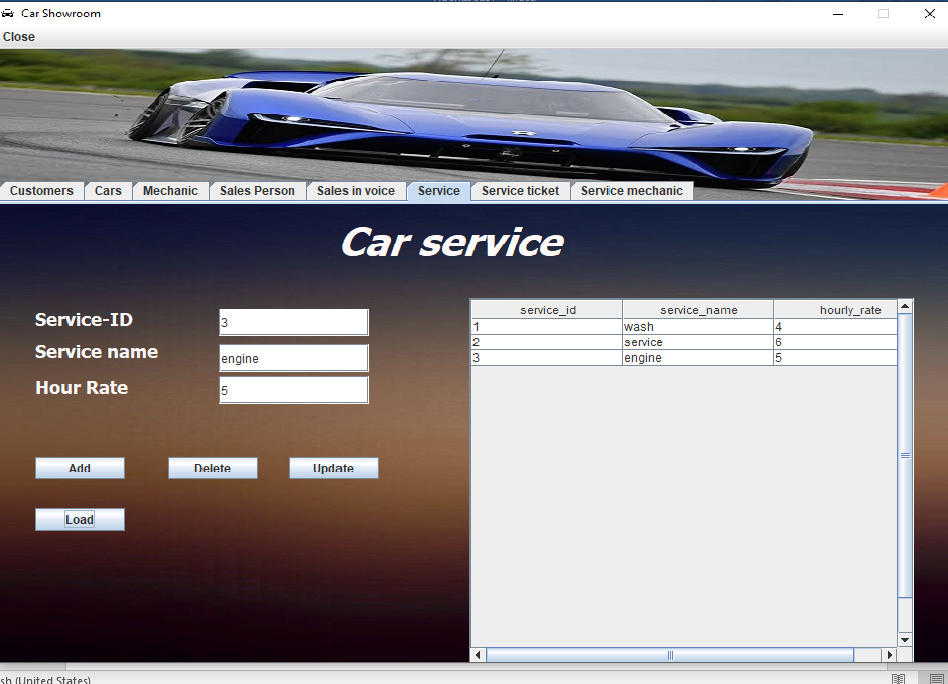 Car Showroom
Close
Customers Cars Mechanic Sales Person Sales in voice Service Service ticket Service mechanic
Car service
Service-ID 3
Service name engine
Hour Rate 5
Add Delete Update
Load
service_id service_name hourly_rate
1 wash 4
2 service 6
3 engine 5
sh (United States)